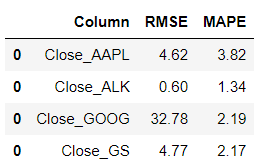 Column RMSE MAPE
0 Close_AAPL 4.62 3.82
0 Close_ALK 0.60 1.34
0 Close_GOOG 32.78 2.19
0 Close_GS 4.77 2.17